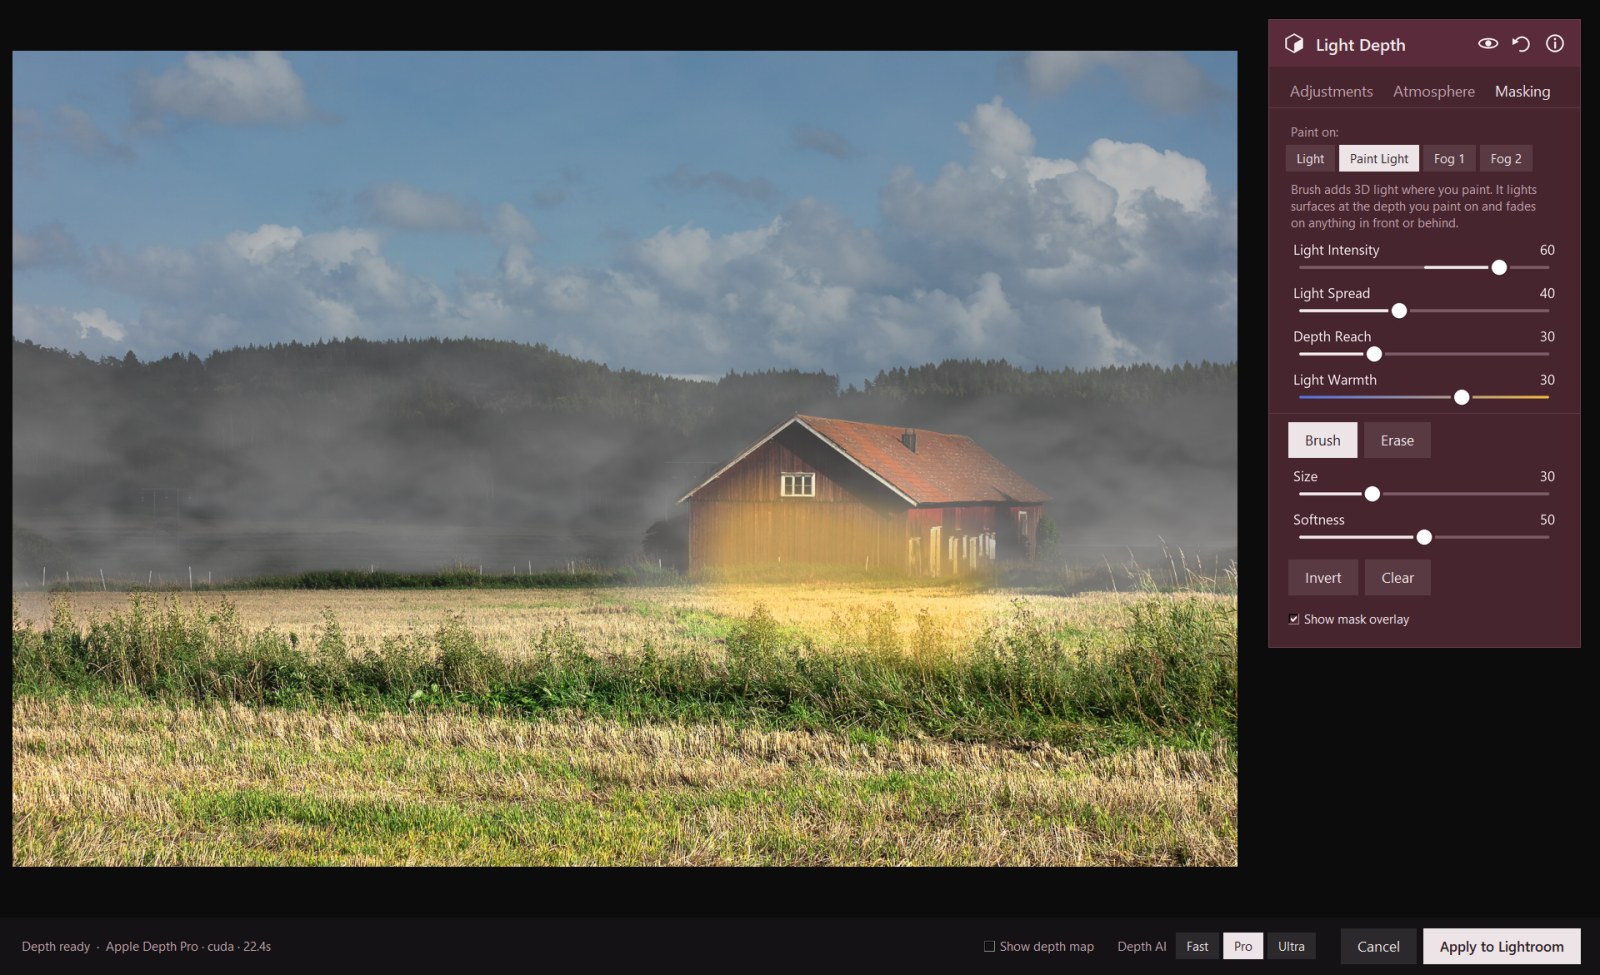 Light Depth
Adjustments Atmosphere Masking
Paint on:
Light Paint Light Fog 1 Fog 2
Brush adds 3D light where you paint. It lights
surfaces at the depth you paint on and fades
on anything in front or behind.
Light Intensity 60
Light Spread 40
Depth Reach 30
Light Warmth 30
Brush Erase
Size 30
Softness 50
Invert Clear
Show mask overlay
Depth ready · Apple Depth Pro · cuda · 22.4s Show depth map Depth AI Fast Pro Ultra Cancel Apply to Lightroom